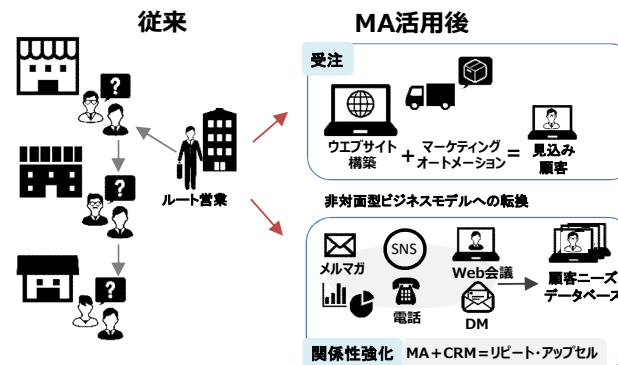 従来
MA活用後
?
?
?
ルート営業
受注
ウエブサイト
構築
+
マーケティング
オートメーション
=
見込み
顧客
非対面型ビジネスモデルへの転換
メルマガ
SNS
電話
Web会議
DM
顧客ニーズ
データベース
関係性強化
MA+CRM=リピート・アップセル